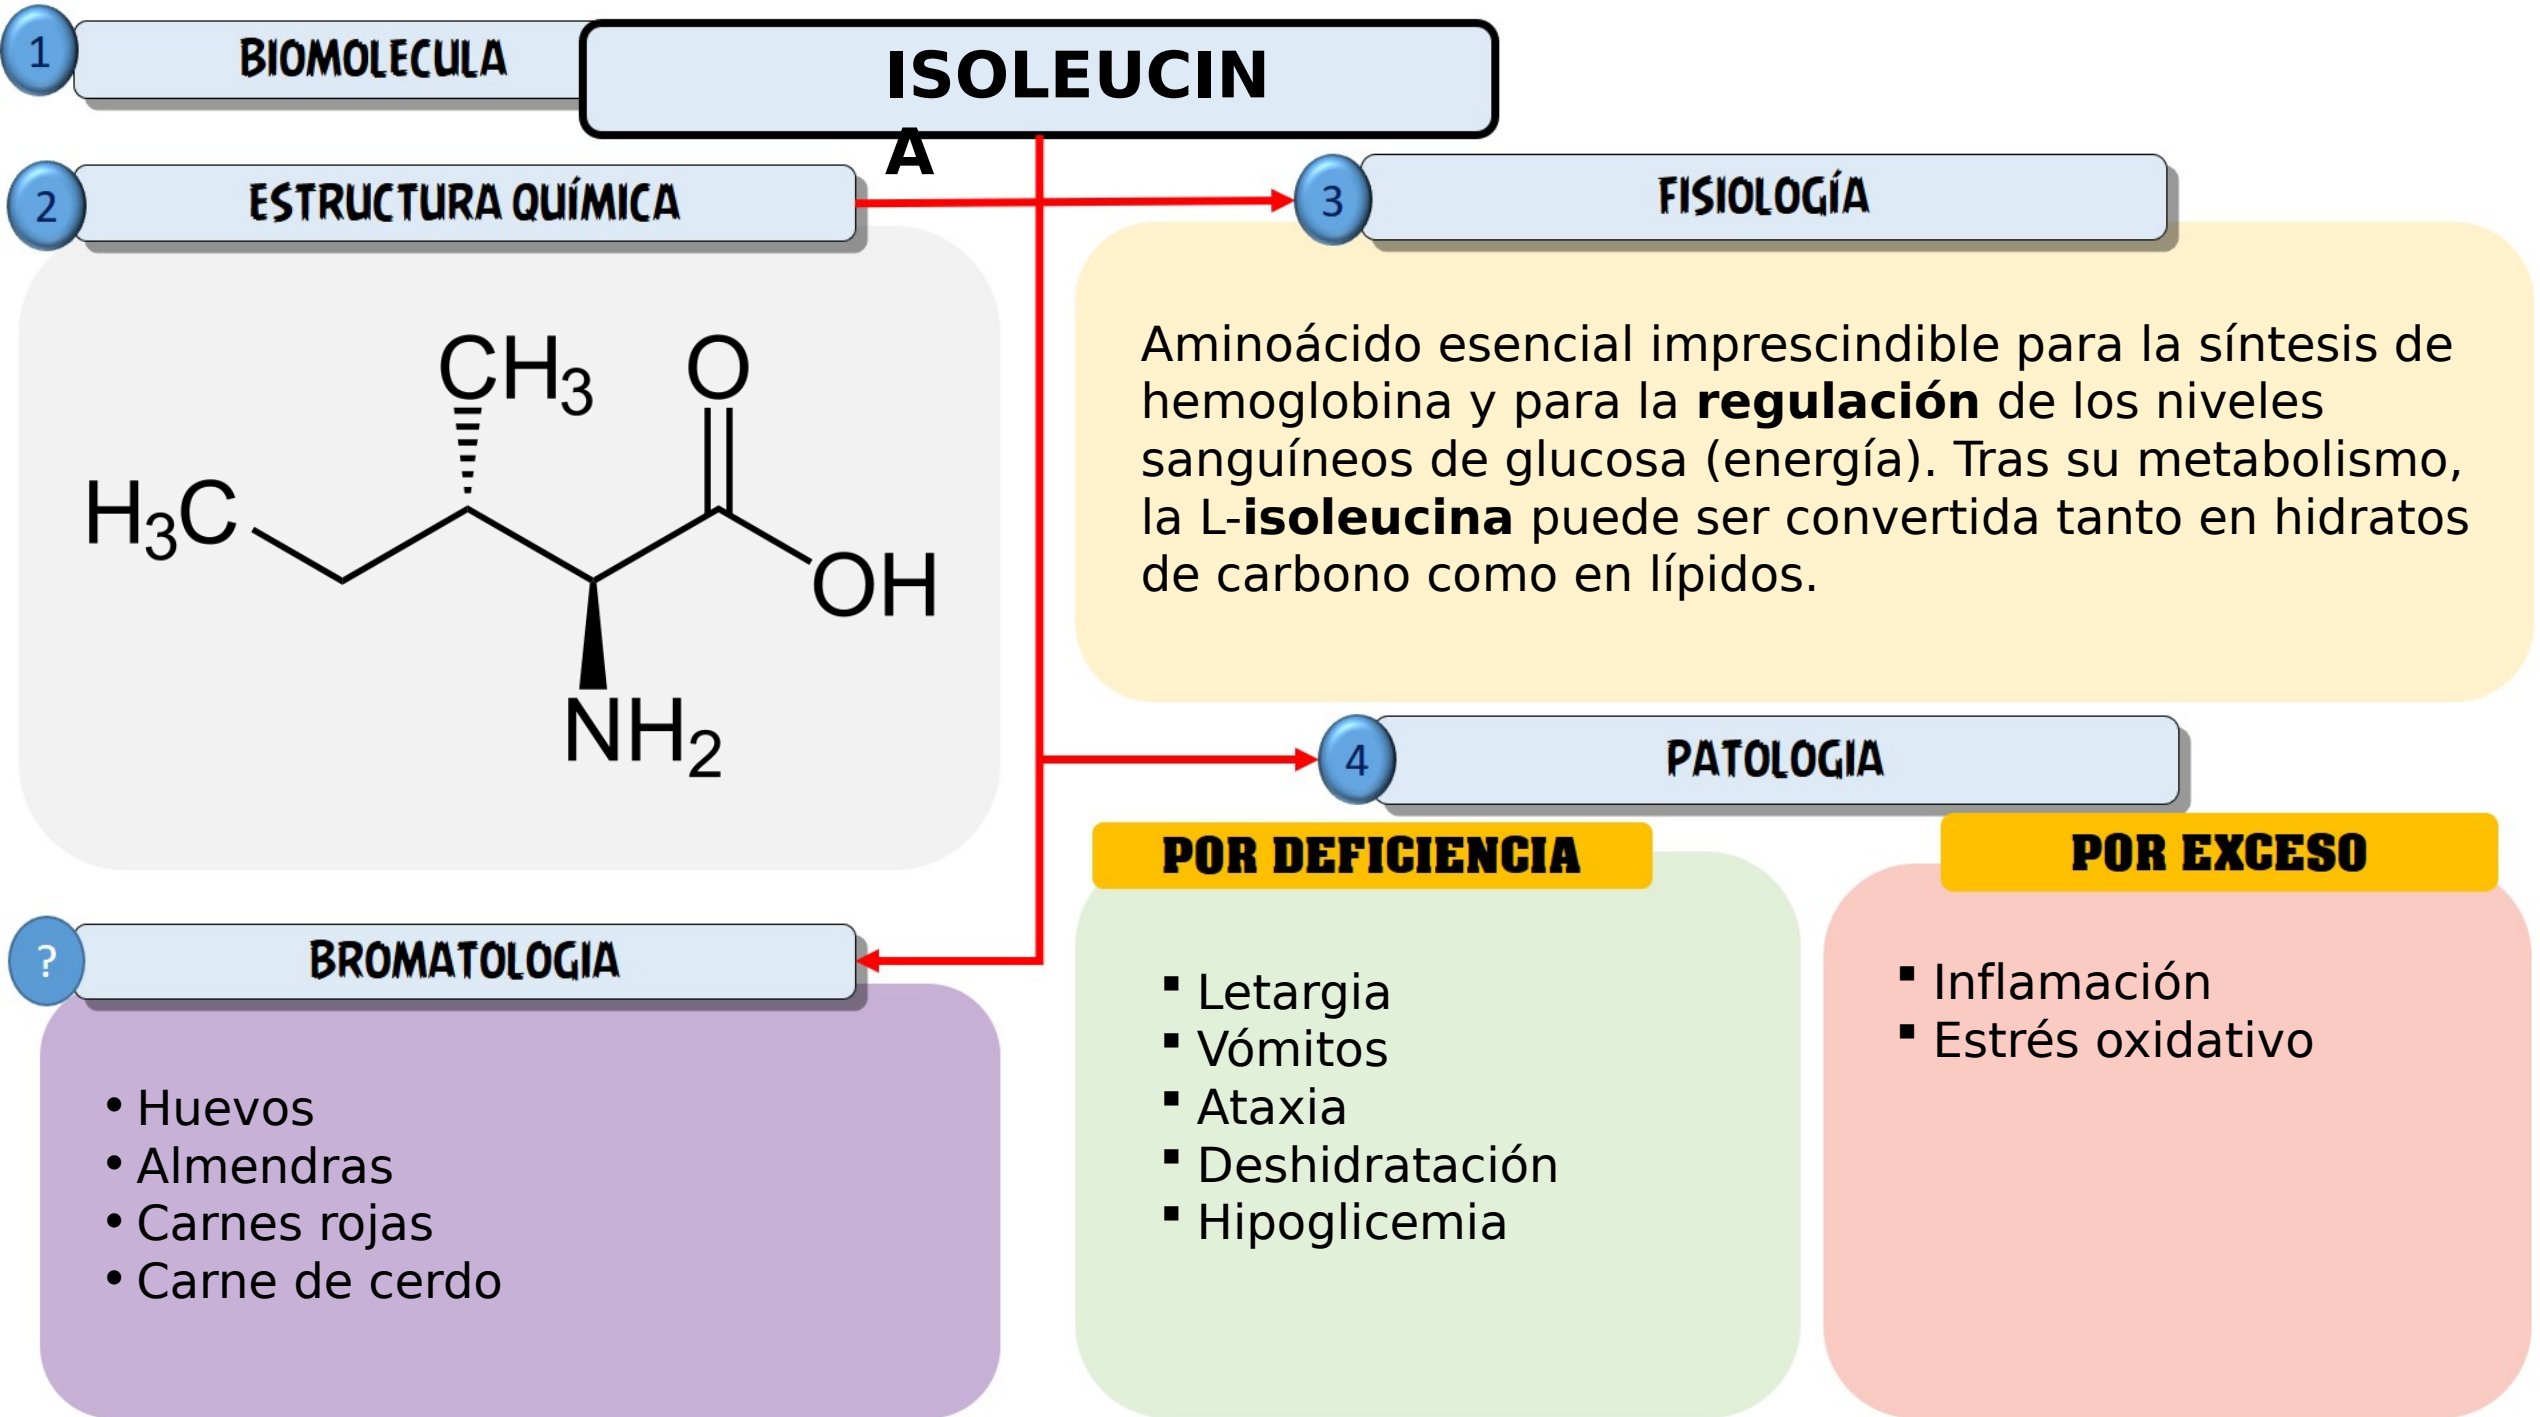 1
BIOMOLECULA
ISOLEUCIN
A
2
ESTRUCTURA QUÍMICA
CH3
O
H3C
OH
NH2
3
FISIOLOGÍA
Aminoácido esencial imprescindible para la síntesis de
hemoglobina y para la regulación de los niveles
sanguíneos de glucosa (energía). Tras su metabolismo,
la L-isoleucina puede ser convertida tanto en hidratos
de carbono como en lípidos.
4
PATOLOGIA
POR DEFICIENCIA
▪ Letargia
▪ Vómitos
▪ Ataxia
▪ Deshidratación
▪ Hipoglicemia
POR EXCESO
▪ Inflamación
▪ Estrés oxidativo
?
BROMATOLOGIA
• Huevos
• Almendras
• Carnes rojas
• Carne de cerdo